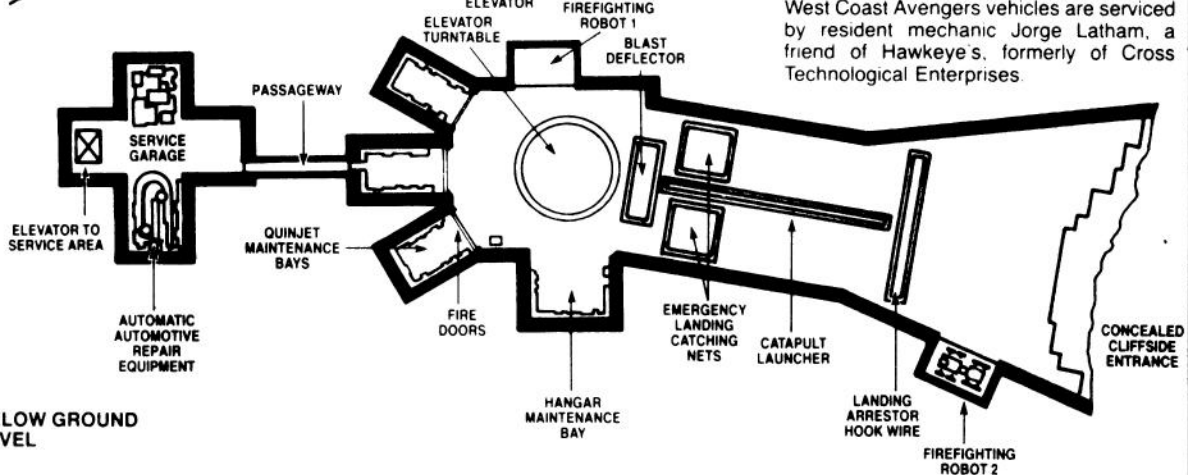 West Coast Avengers vehicles are serviced
by resident mechanic Jorge Latham, a
friend of Hawkeye's, formerly of Cross
Technological Enterprises.
ELEVATOR
ELEVATOR
TURNTABLE
FIREFIGHTING
ROBOT 1
BLAST
DEFLECTOR
PASSAGEWAY
SERVICE
GARAGE
ELEVATOR TO
SERVICE AREA
QUINJET
MAINTENANCE
BAYS
FIRE
DOORS
AUTOMATIC
AUTOMOTIVE
REPAIR
EQUIPMENT
HANGAR
MAINTENANCE
BAY
EMERGENCY
LANDING
CATCHING
NETS
CATAPULT
LAUNCHER
LANDING
ARRESTOR
HOOK WIRE
CONCEALED
CLIFFSIDE
ENTRANCE
FIREFIGHTING
ROBOT 2
LOW GROUND
VEL